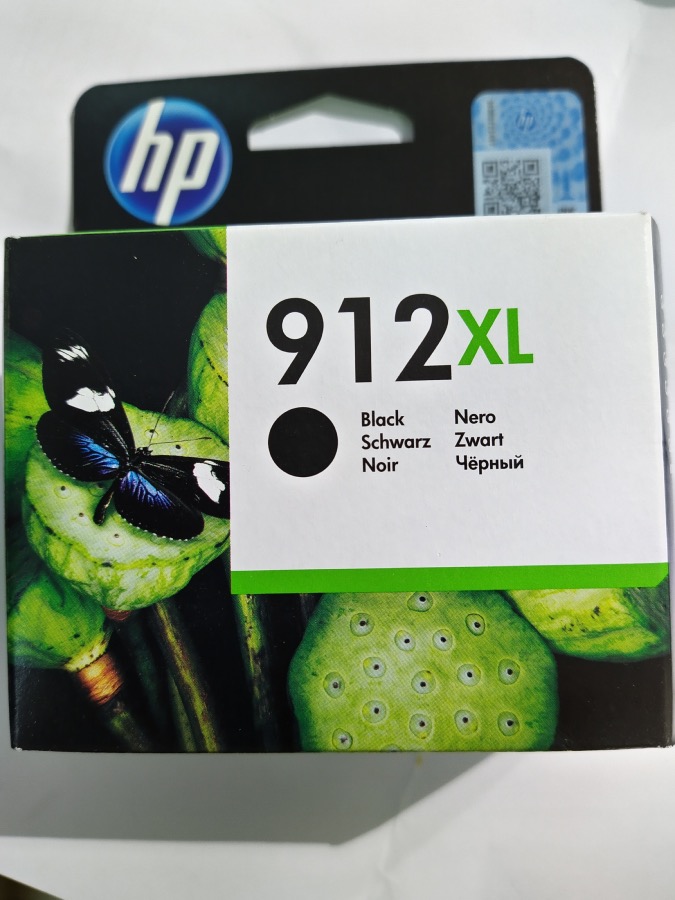 hp
912XL
Black Nero
Schwarz Zwart
Noir Чёрный